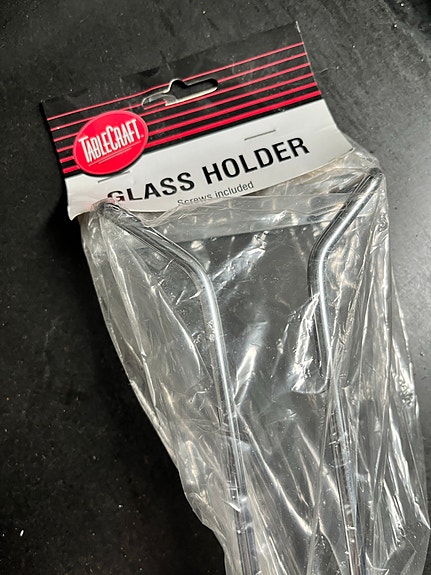 TABLECRAFT
GLASS HOLDER
Screws included